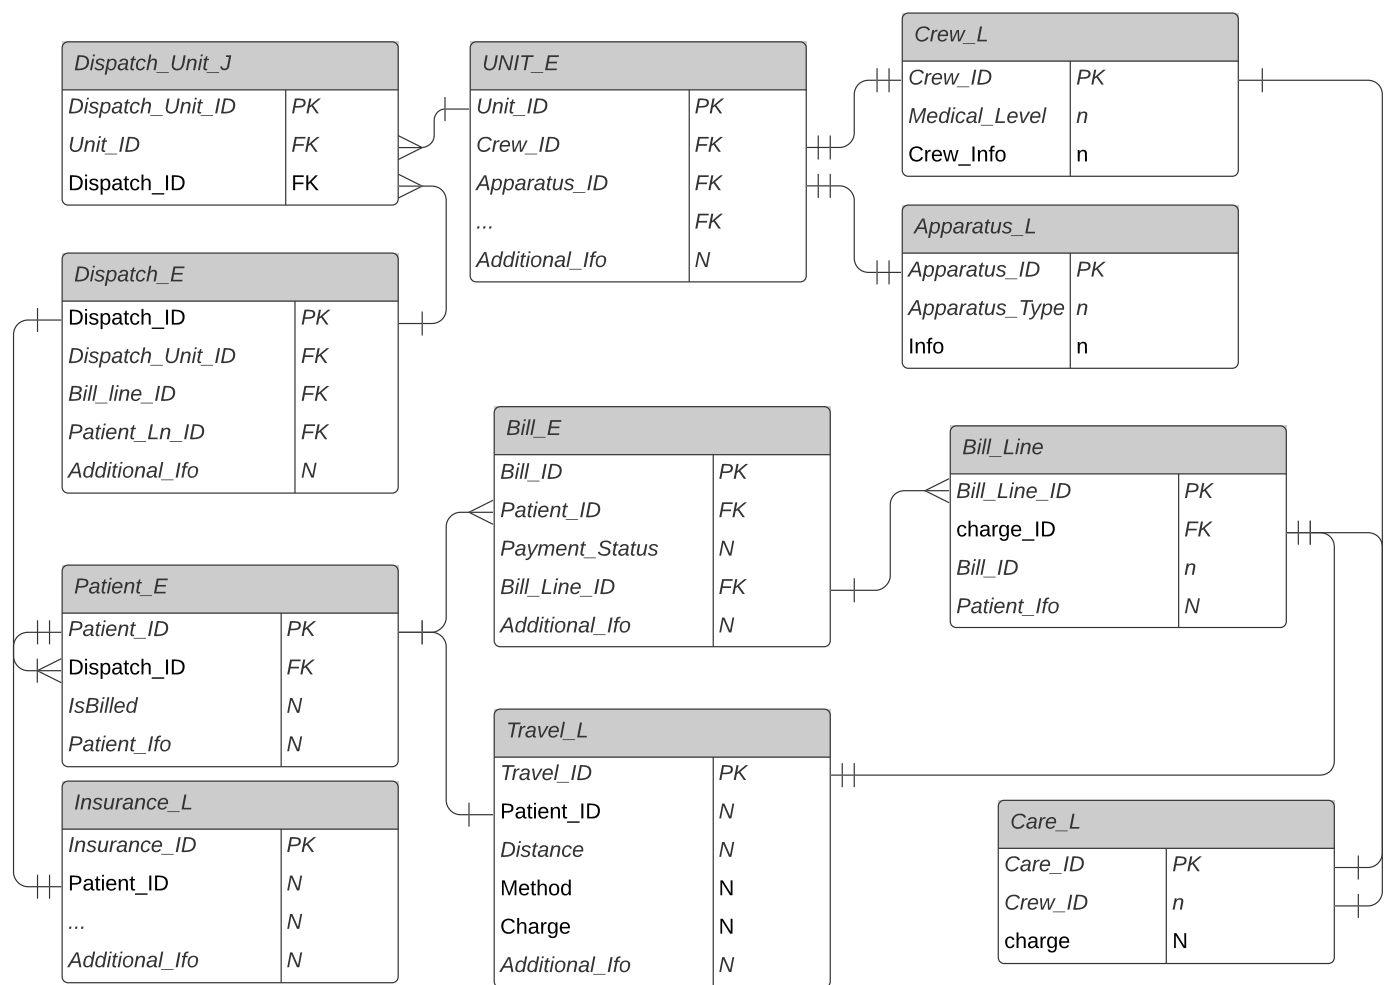 Dispatch_Unit_J
Dispatch_Unit_ID PK
Unit_ID FK
Dispatch_ID FK
UNIT_E
Unit_ID PK
Crew_ID FK
Apparatus_ID FK
... FK
Additional_Ifo N
Crew_L
Crew_ID PK
Medical_Level n
Crew_Info n
Apparatus_L
Apparatus_ID PK
Apparatus_Type n
Info n
Dispatch_E
Dispatch_ID PK
Dispatch_Unit_ID FK
Bill_line_ID FK
Patient_Ln_ID FK
Additional_Ifo N
Bill_E
Bill_ID PK
Patient_ID FK
Payment_Status N
Bill_Line_ID FK
Additional_Ifo N
Bill_Line
Bill_Line_ID PK
charge_ID FK
Bill_ID n
Patient_Ifo N
Patient_E
Patient_ID PK
Dispatch_ID FK
IsBilled N
Patient_Ifo N
Insurance_L
Insurance_ID PK
Patient_ID N
... N
Additional_Ifo N
Travel_L
Travel_ID PK
Patient_ID N
Distance N
Method N
Charge N
Additional_Ifo N
Care_L
Care_ID PK
Crew_ID n
charge N